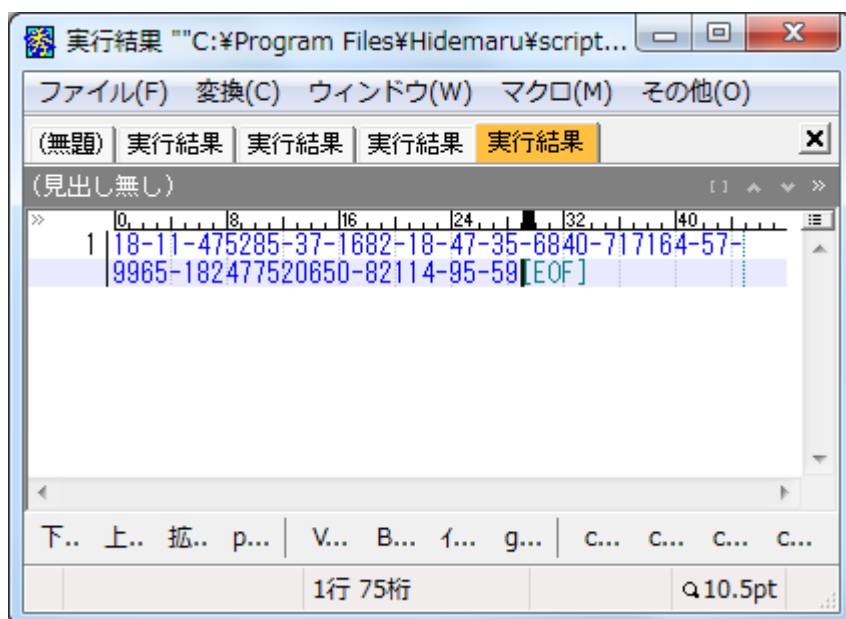 実行結果 ""C:¥Program Files¥Hidemaru¥script...
ファイル(F) 変換(C) ウィンドウ(W) マクロ(M) その他(O)
(無題) 実行結果 実行結果 実行結果 実行結果
(見出し無し)
0 8 16 24 32 40
1 18-11-475285-37-1682-18-47-35-6840-717164-57-
9965-182477520650-82114-95-59[EOF]
下.. 上.. 拡.. p... V... B... イ... g... c... c... c... c...
1行 75桁 10.5pt